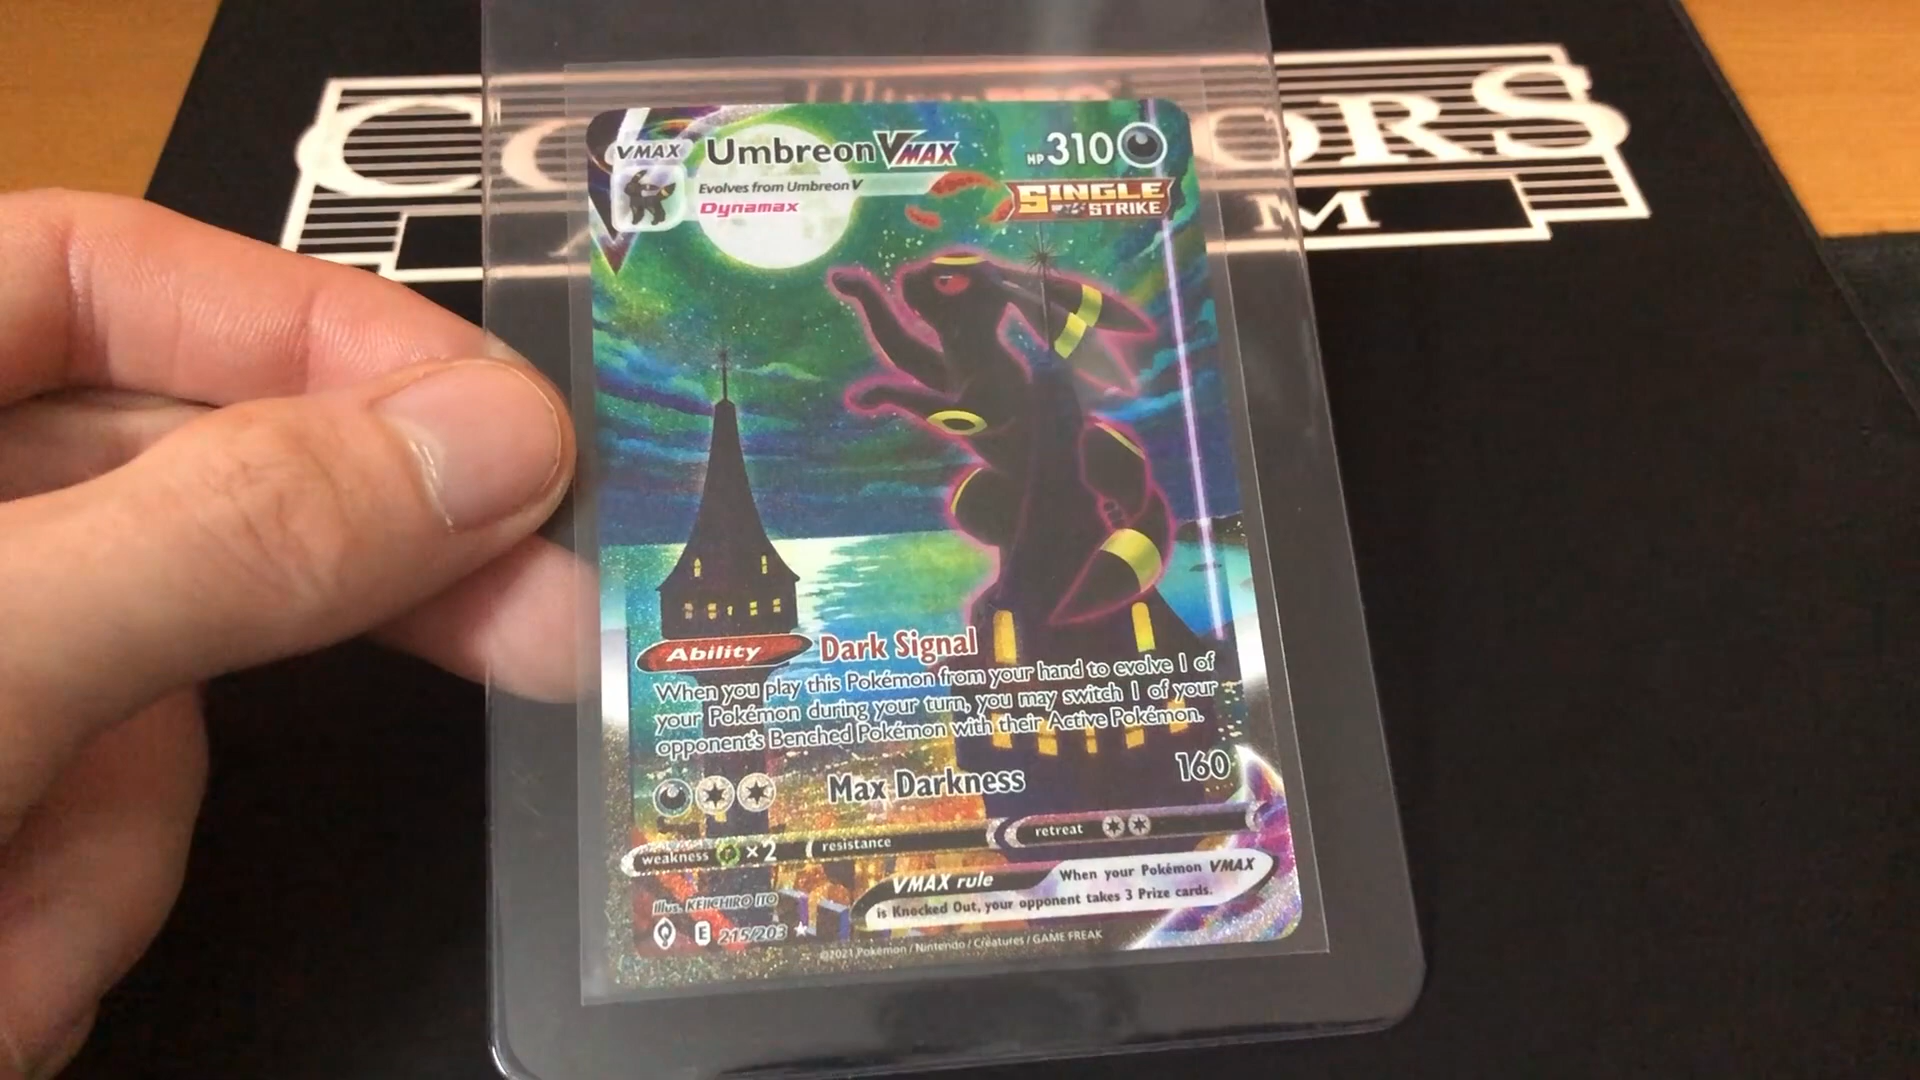 VMAX Umbreon VMAX HP 310
Evolves from Umbreon V
Dynamax
SINGLE STRIKE
Ability Dark Signal
When you play this Pokémon from your hand to evolve 1 of
your Pokémon during your turn, you may switch 1 of your
opponent's Benched Pokémon with their Active Pokémon.
Max Darkness 160
weakness ×2 resistance retreat
VMAX rule When your Pokémon VMAX
is Knocked Out, your opponent takes 3 Prize cards.
Illus. KEIICHIRO ITO
E 215/203
©2021 Pokémon / Nintendo / Creatures / GAME FREAK